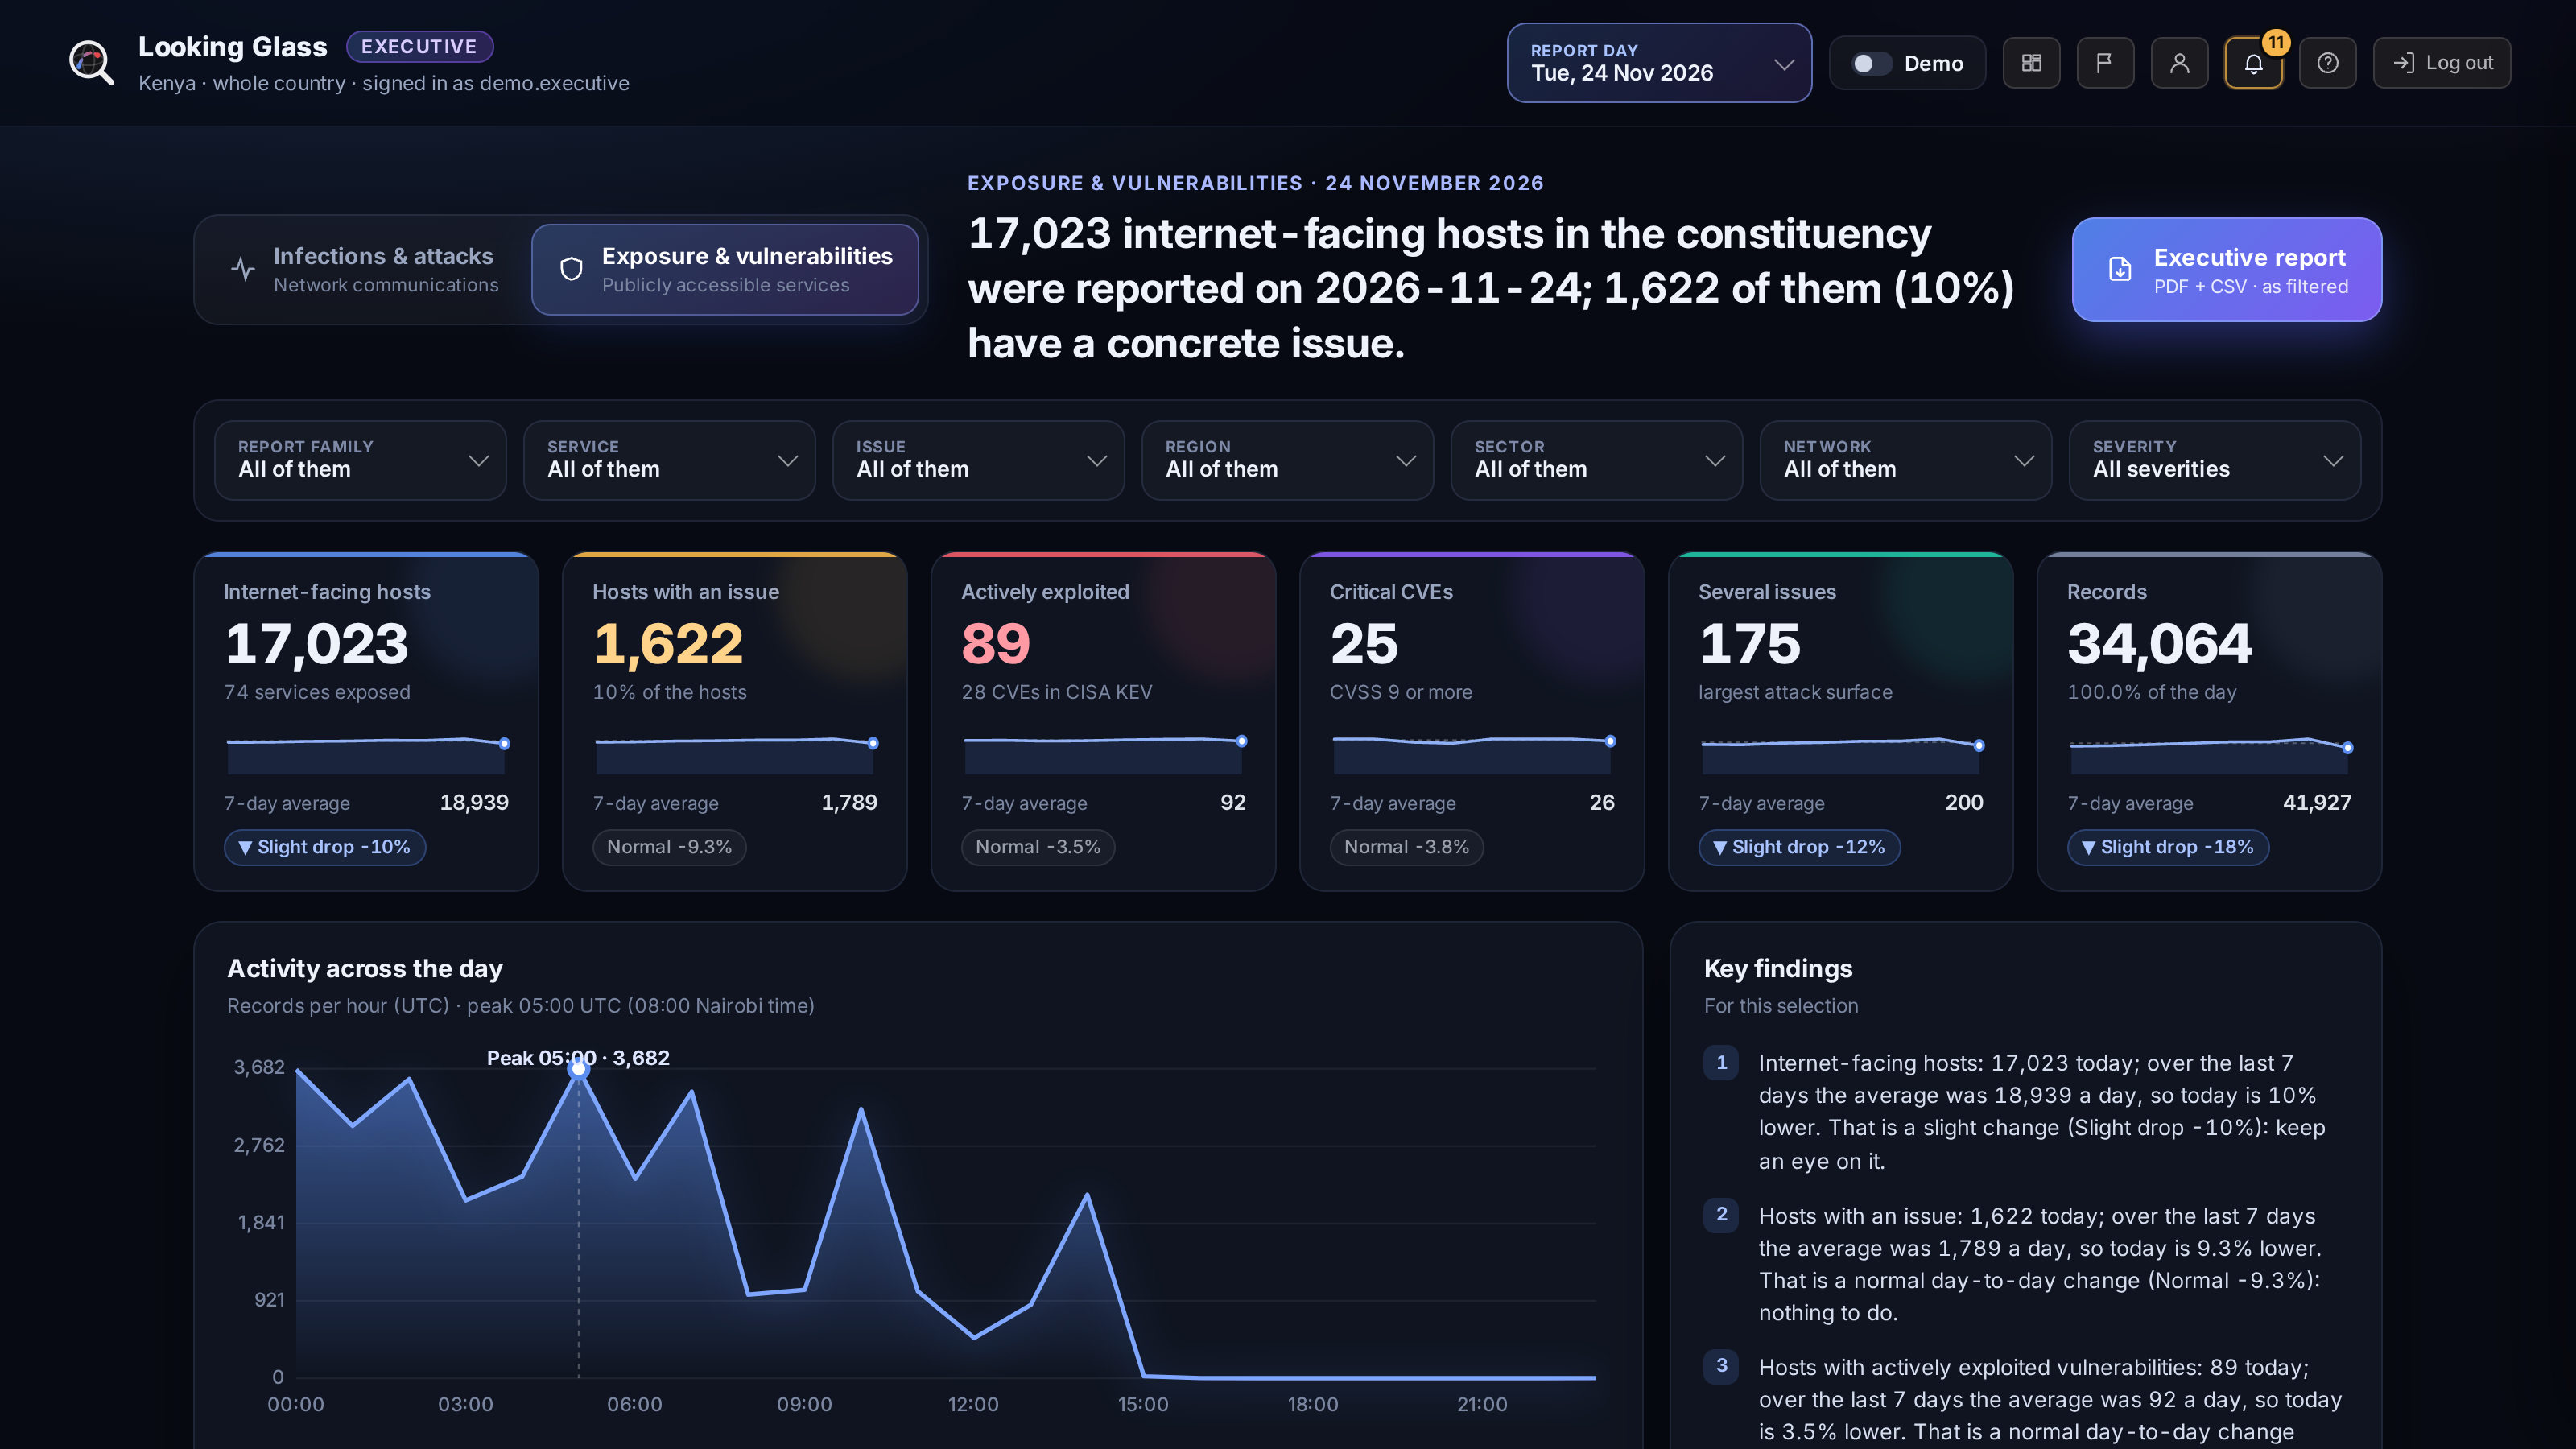 Looking Glass EXECUTIVE
Kenya · whole country · signed in as demo.executive
REPORT DAY
Tue, 24 Nov 2026
Demo
11
Log out
Infections & attacks
Network communications
Exposure & vulnerabilities
Publicly accessible services
EXPOSURE & VULNERABILITIES · 24 NOVEMBER 2026
17,023 internet-facing hosts in the constituency
were reported on 2026-11-24; 1,622 of them (10%)
have a concrete issue.
Executive report
PDF + CSV · as filtered
REPORT FAMILY
All of them
SERVICE
All of them
ISSUE
All of them
REGION
All of them
SECTOR
All of them
NETWORK
All of them
SEVERITY
All severities
Internet-facing hosts
17,023
74 services exposed
7-day average 18,939
▼ Slight drop -10%
Hosts with an issue
1,622
10% of the hosts
7-day average 1,789
Normal -9.3%
Actively exploited
89
28 CVEs in CISA KEV
7-day average 92
Normal -3.5%
Critical CVEs
25
CVSS 9 or more
7-day average 26
Normal -3.8%
Several issues
175
largest attack surface
7-day average 200
▼ Slight drop -12%
Records
34,064
100.0% of the day
7-day average 41,927
▼ Slight drop -18%
Activity across the day
Records per hour (UTC) · peak 05:00 UTC (08:00 Nairobi time)
Peak 05:00 · 3,682
3,682
2,762
1,841
921
0
00:00 03:00 06:00 09:00 12:00 15:00 18:00 21:00
Key findings
For this selection
1 Internet-facing hosts: 17,023 today; over the last 7
days the average was 18,939 a day, so today is 10%
lower. That is a slight change (Slight drop -10%): keep
an eye on it.
2 Hosts with an issue: 1,622 today; over the last 7 days
the average was 1,789 a day, so today is 9.3% lower.
That is a normal day-to-day change (Normal -9.3%):
nothing to do.
3 Hosts with actively exploited vulnerabilities: 89 today;
over the last 7 days the average was 92 a day, so today
is 3.5% lower. That is a normal day-to-day change